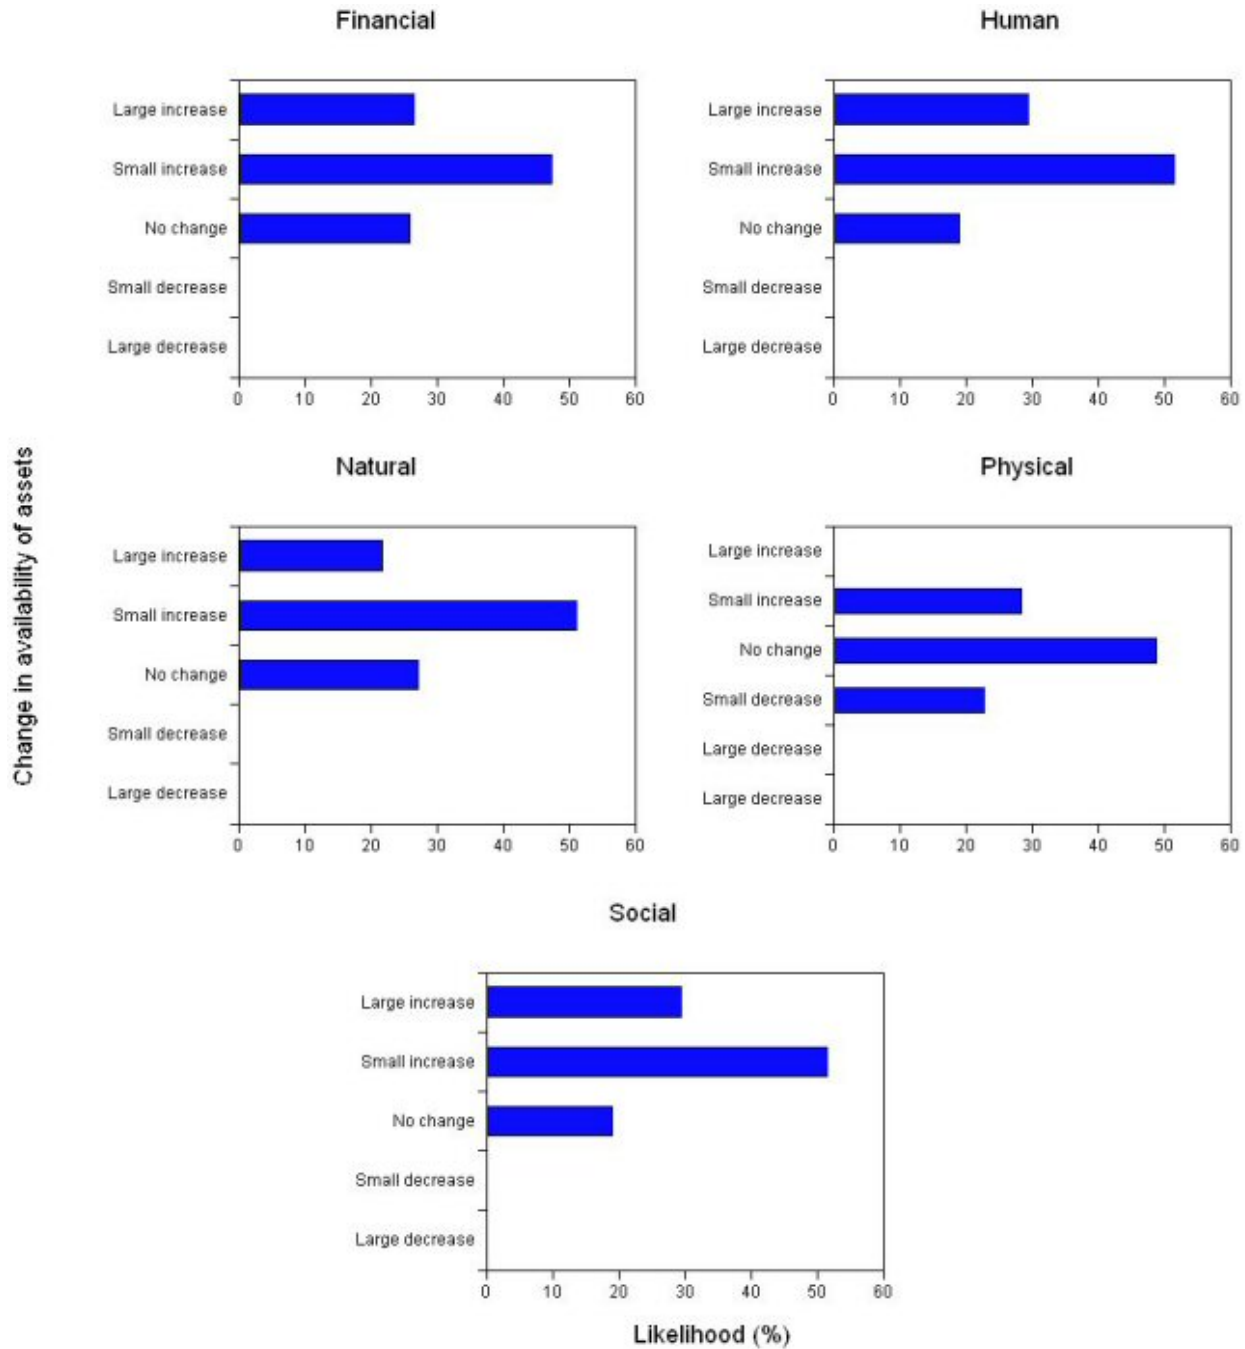 Financial
Human
Large increase
Small increase
No change
Small decrease
Large decrease
0 10 20 30 40 50 60
Large increase
Small increase
No change
Small decrease
Large decrease
0 10 20 30 40 50 60
Change in availability of assets
Natural
Physical
Large increase
Small increase
No change
Small decrease
Large decrease
0 10 20 30 40 50 60
Large increase
Small increase
No change
Small decrease
Large decrease
Large decrease
0 10 20 30 40 50 60
Social
Large increase
Small increase
No change
Small decrease
Large decrease
0 10 20 30 40 50 60
Likelihood (%)